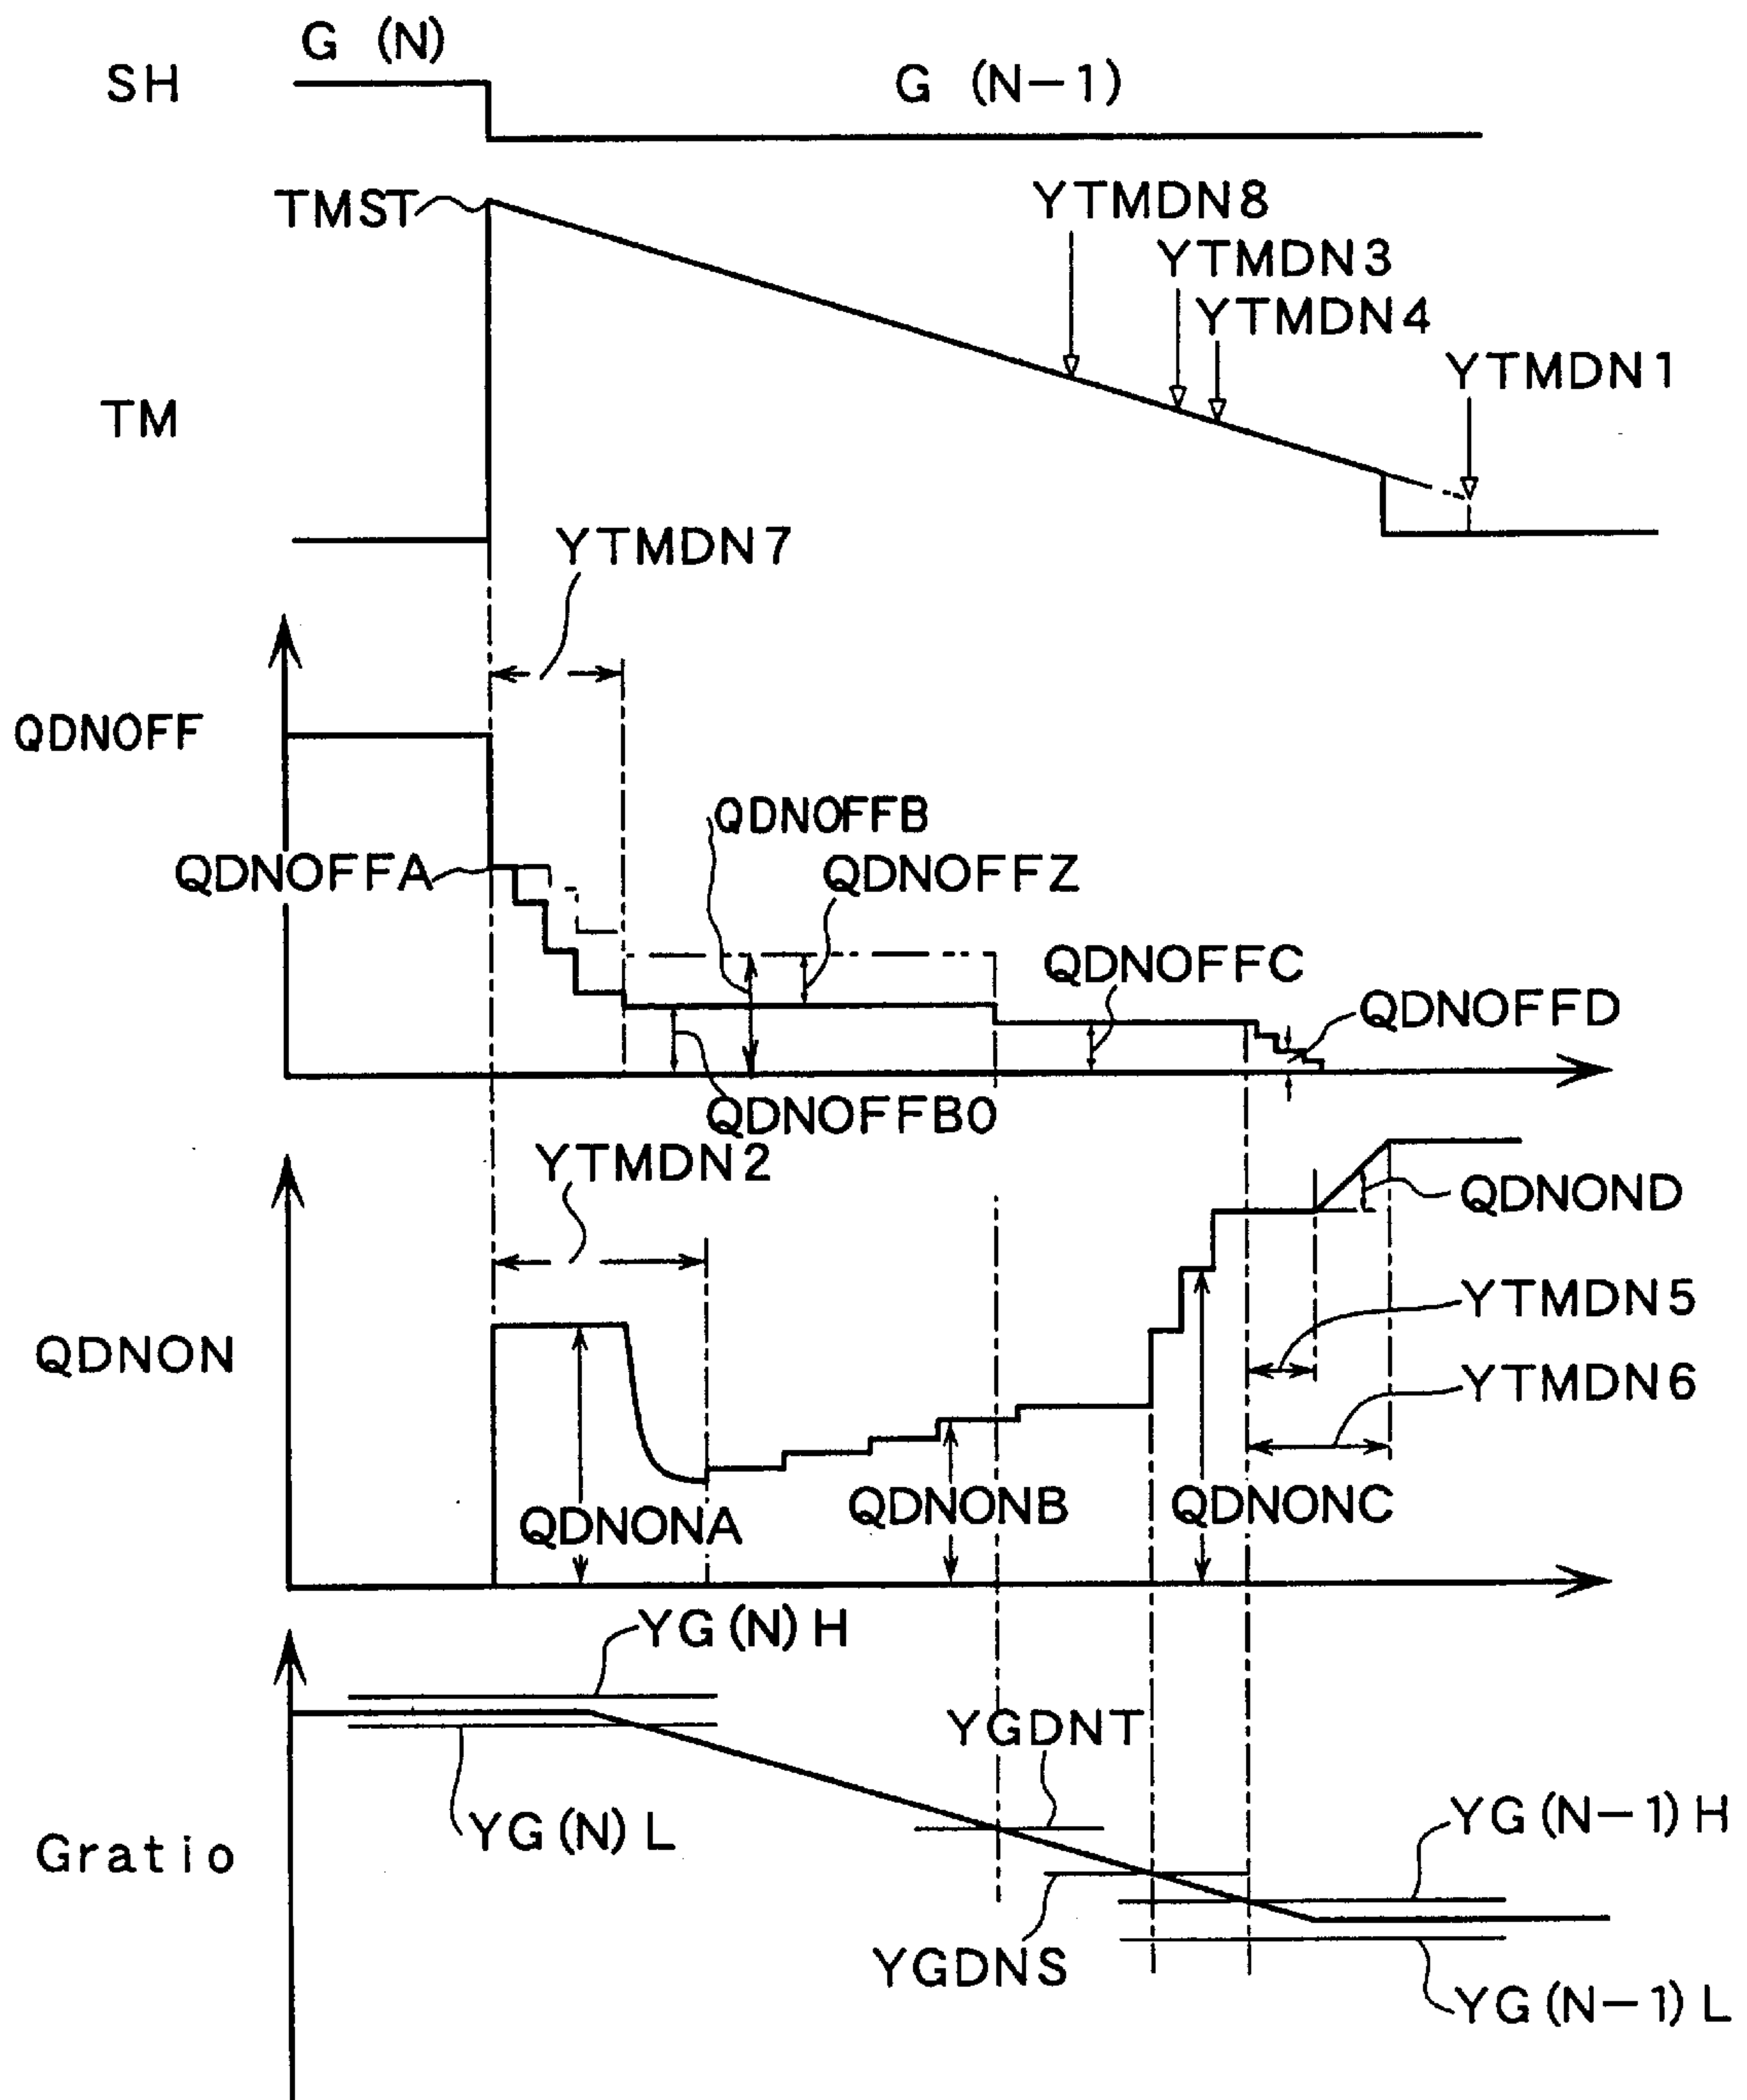 G (N)
SH
G (N-1)
TMST
YTMDN8
YTMDN3
YTMDN4
YTMDN1
TM
YTMDN7
QDNOFF
QDNOFFB
QDNOFFA
QDNOFFZ
QDNOFFC
QDNOFFD
QDNOFFB0
YTMDN2
QDNOND
YTMDN5
QDNON
YTMDN6
QDNONA
QDNONB
QDNONC
YG(N)H
YGDNT
YG(N)L
YG(N-1)H
Gratio
YGDNS
YG(N-1)L